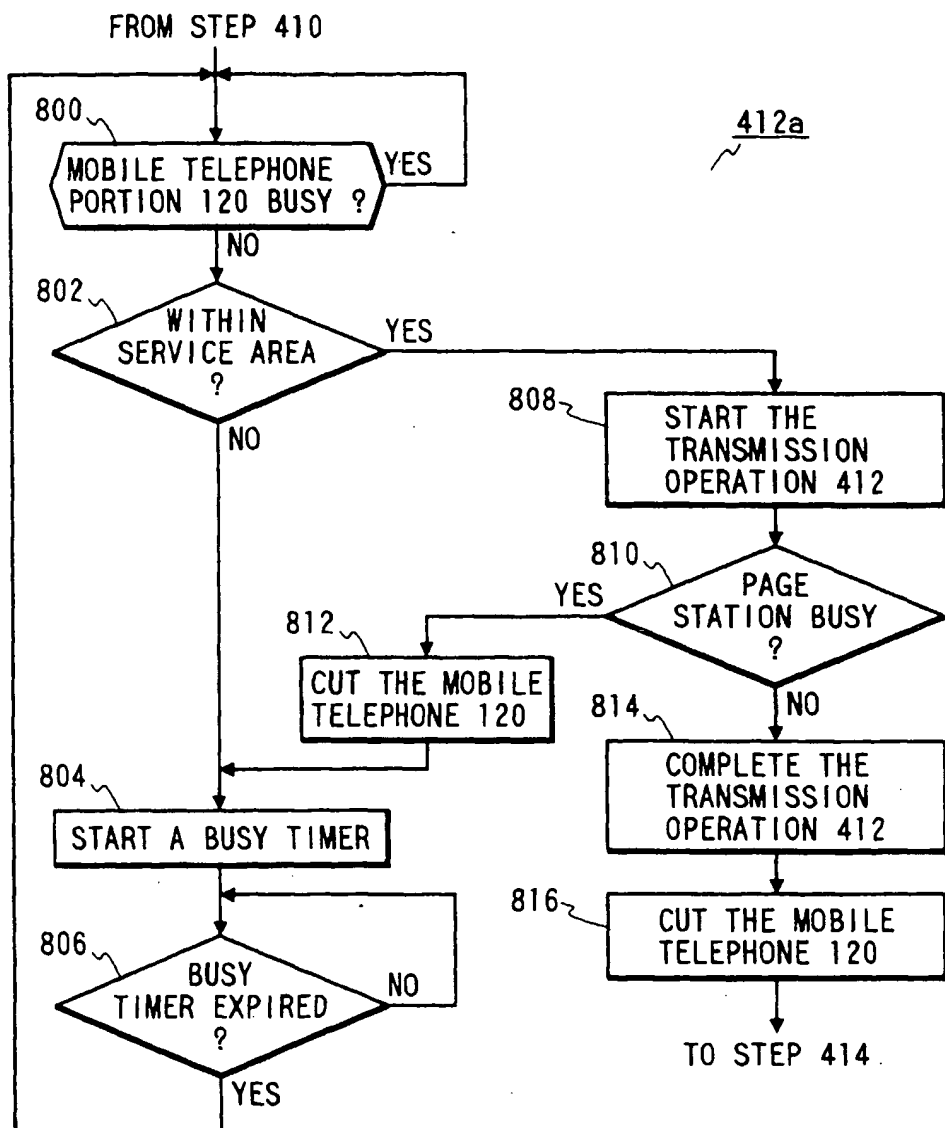 FROM STEP 410
800
412a
MOBILE TELEPHONE
PORTION 120 BUSY ?
YES
NO
802
WITHIN
SERVICE AREA
?
YES
NO
808
START THE
TRANSMISSION
OPERATION 412
810
PAGE
STATION BUSY
?
YES
NO
812
CUT THE MOBILE
TELEPHONE 120
814
COMPLETE THE
TRANSMISSION
OPERATION 412
804
START A BUSY TIMER
816
CUT THE MOBILE
TELEPHONE 120
806
BUSY
TIMER EXPIRED
?
NO
YES
TO STEP 414